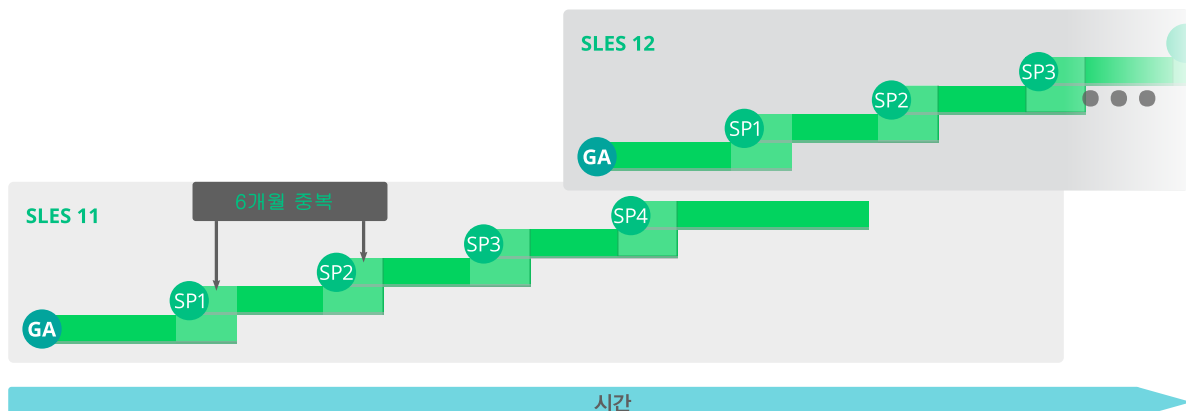 SLES 12
SP3
SP2
SP1
GA
6개월 중복
SLES 11
SP4
SP3
SP2
SP1
GA
시간